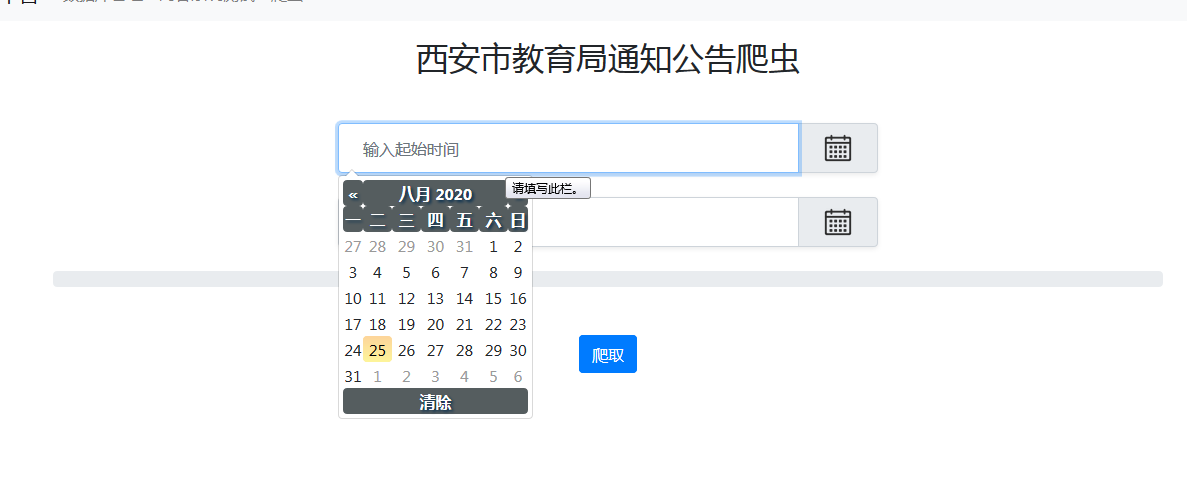 西安市教育局通知公告爬虫
输入起始时间
« 八月 2020
请填写此栏。
一 二 三 四 五 六 日
27 28 29 30 31 1 2
3 4 5 6 7 8 9
10 11 12 13 14 15 16
17 18 19 20 21 22 23
24 25 26 27 28 29 30
31 1 2 3 4 5 6
清除
爬取